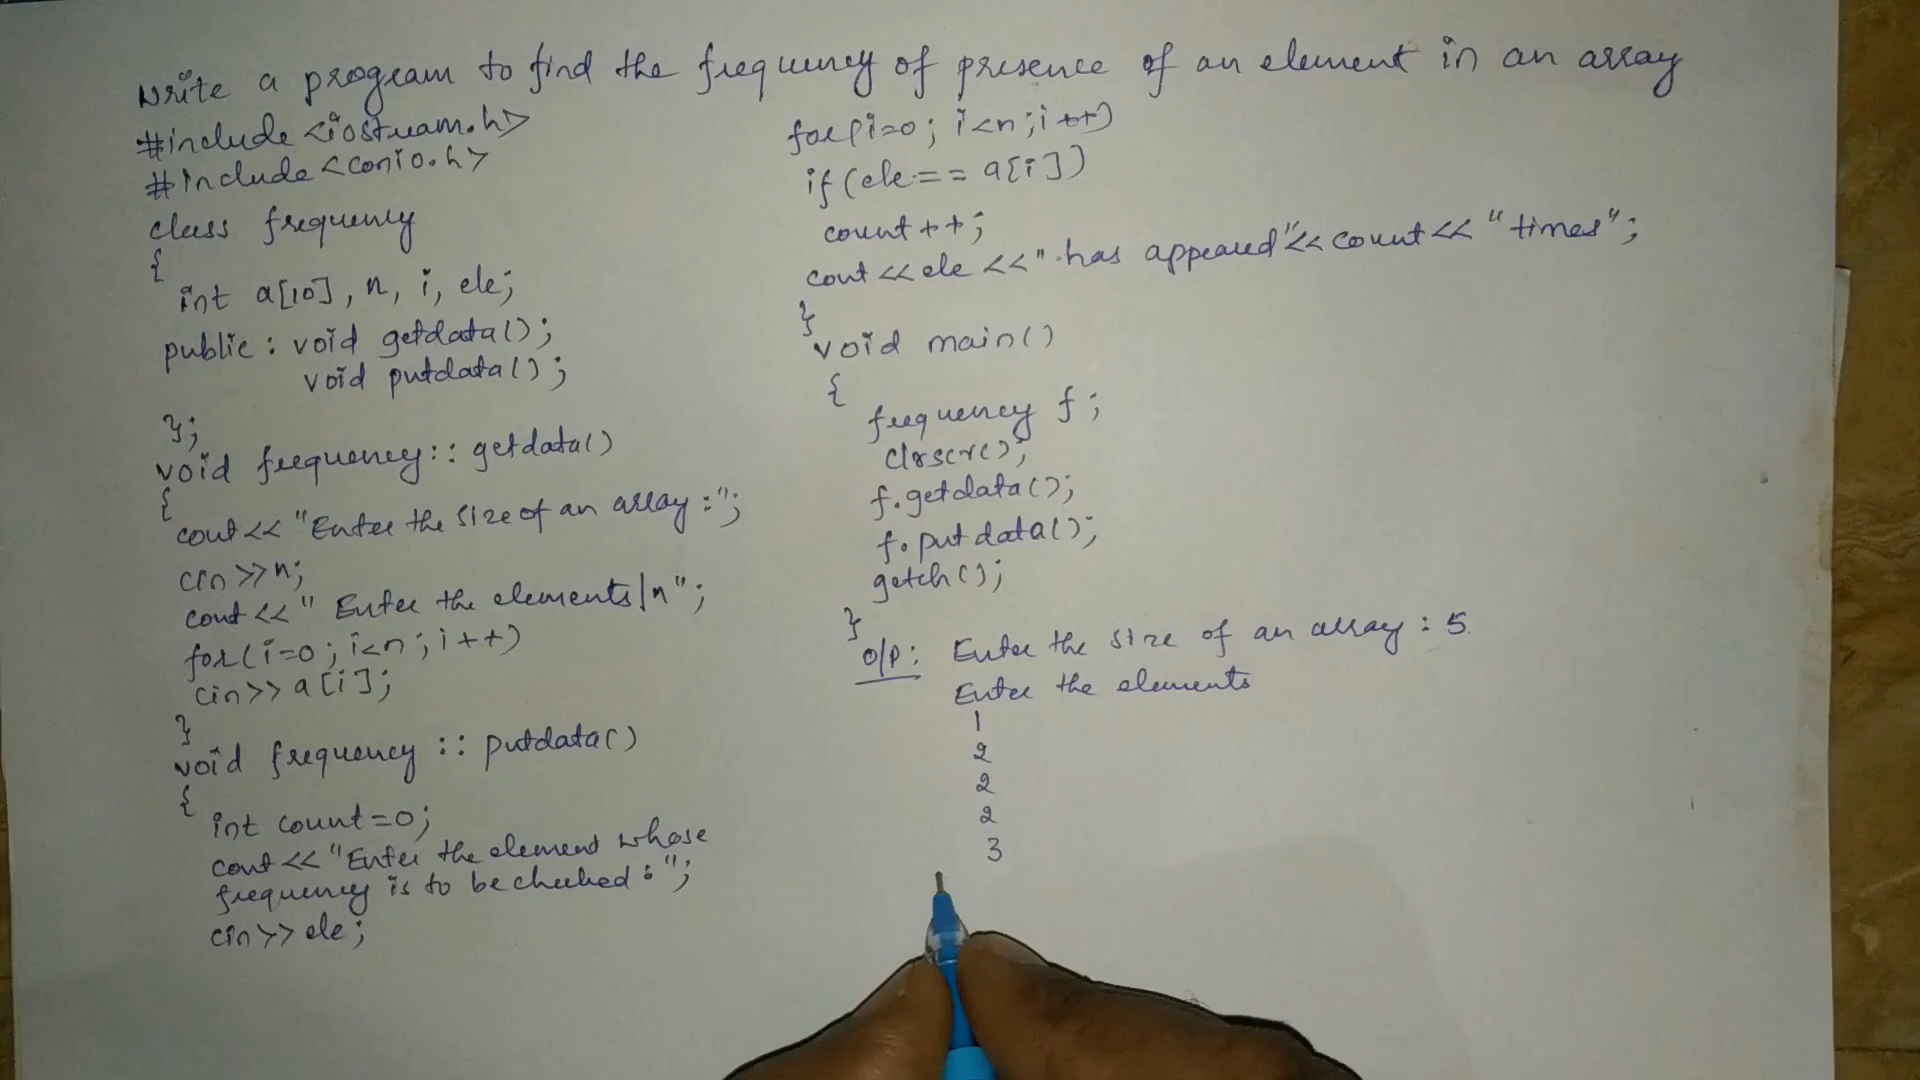 Write a program to find the frequency of presence of an element in an array
#include <iostream.h>
#include <conio.h>
class frequency
{
int a[10], n, i, ele;
public: void getdata();
void putdata();
};
void frequency:: getdata()
{
cout<< "Enter the size of an array :";
cin>>n;
cout<<" Enter the elements\n";
for(i=0; i<n; i++)
cin>> a[i];
}
void frequency :: putdata()
{
int count=0;
cout<< "Enter the element whose
frequency is to be checked :";
cin>> ele;
for(i=0; i<n; i++)
if(ele== a[i])
count++;
cout <<ele <<" has appeared"<<count<< "times";
}
void main()
{
frequency f;
clrscr();
f.getdata();
f.putdata();
getch();
}
o/p: Enter the size of an array : 5
Enter the elements
1
2
2
2
3